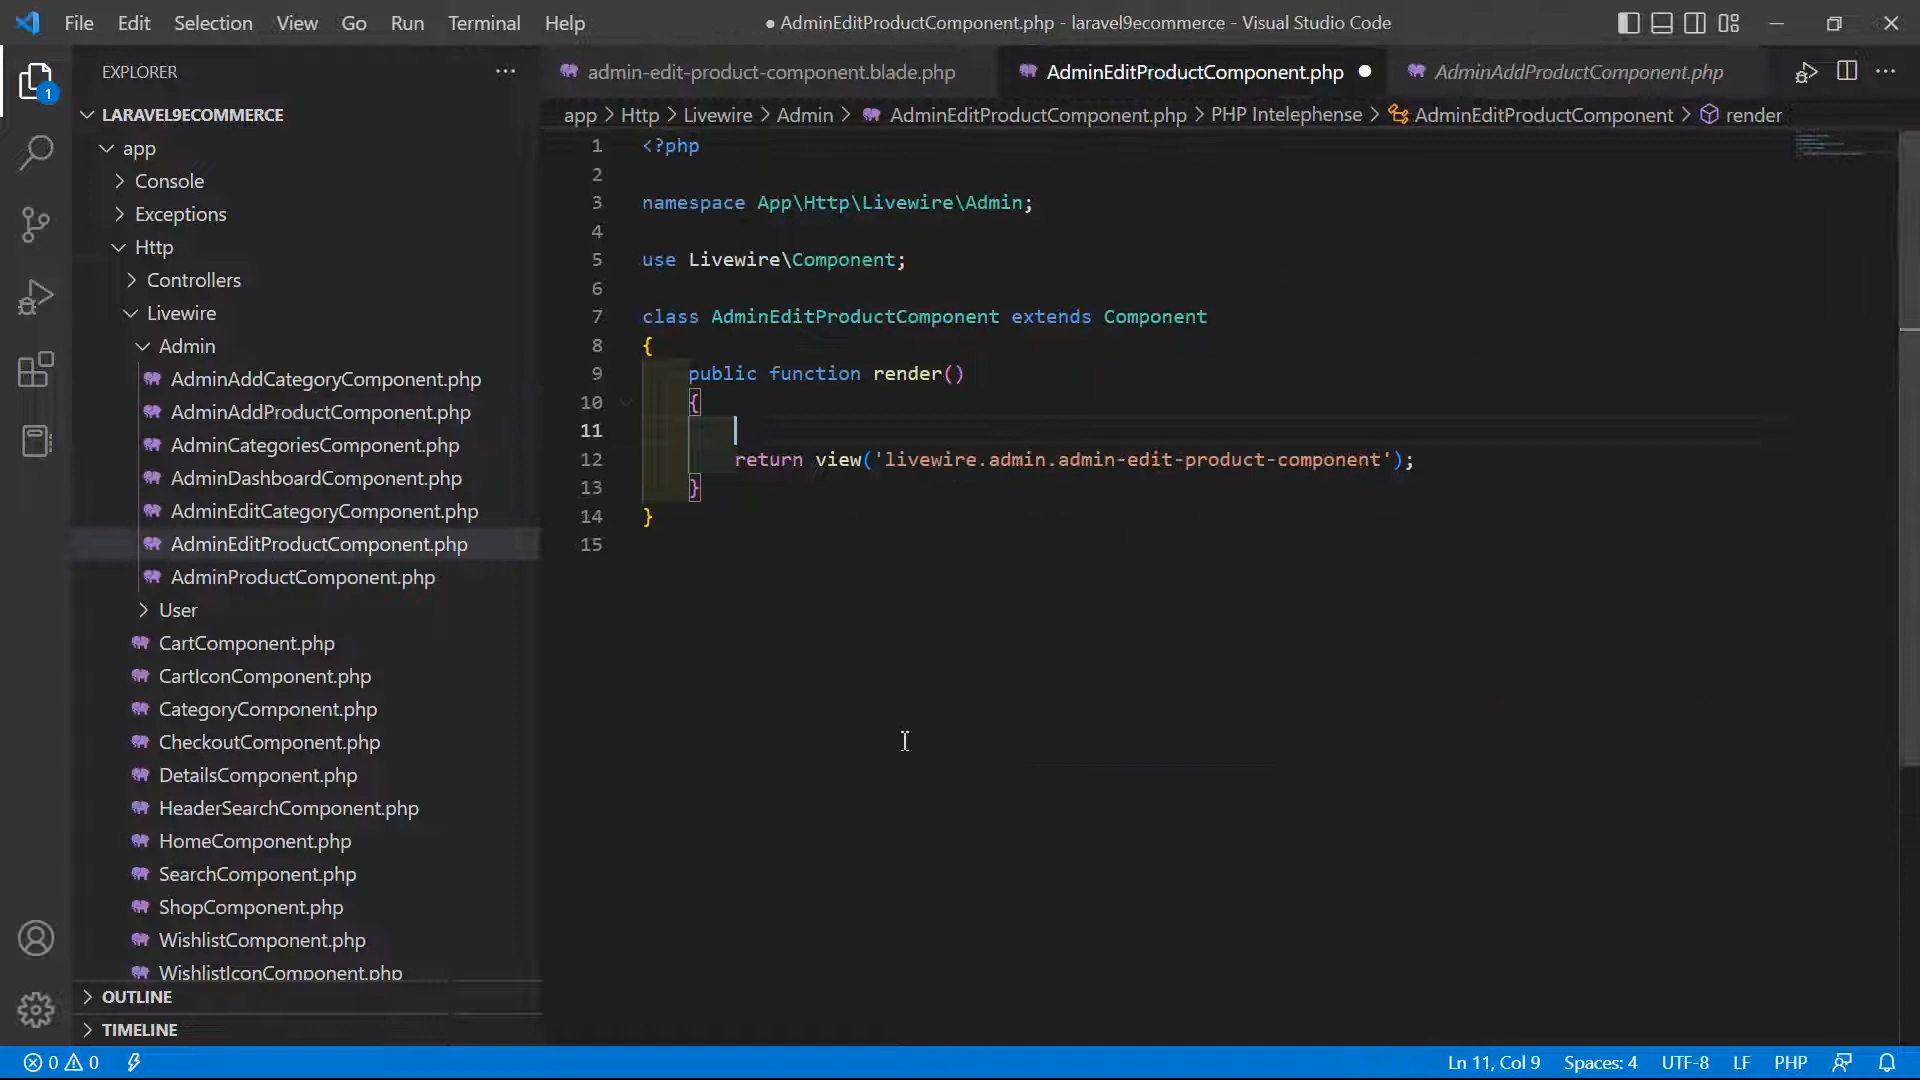 File Edit Selection View Go Run Terminal Help
● AdminEditProductComponent.php - laravel9ecommerce - Visual Studio Code
EXPLORER
1
LARAVEL9ECOMMERCE
app
Console
Exceptions
Http
Controllers
Livewire
Admin
AdminAddCategoryComponent.php
AdminAddProductComponent.php
AdminCategoriesComponent.php
AdminDashboardComponent.php
AdminEditCategoryComponent.php
AdminEditProductComponent.php
AdminProductComponent.php
User
CartComponent.php
CartIconComponent.php
CategoryComponent.php
CheckoutComponent.php
DetailsComponent.php
HeaderSearchComponent.php
HomeComponent.php
SearchComponent.php
ShopComponent.php
WishlistComponent.php
WishlistIconComponent.php
OUTLINE
TIMELINE
admin-edit-product-component.blade.php
AdminEditProductComponent.php ●
AdminAddProductComponent.php
app > Http > Livewire > Admin > AdminEditProductComponent.php > PHP Intelephense > AdminEditProductComponent > render
1 <?php
2
3 namespace App\Http\Livewire\Admin;
4
5 use Livewire\Component;
6
7 class AdminEditProductComponent extends Component
8 {
9 public function render()
10 {
11
12 return view('livewire.admin.admin-edit-product-component');
13 }
14 }
15
0 0
Ln 11, Col 9 Spaces: 4 UTF-8 LF PHP